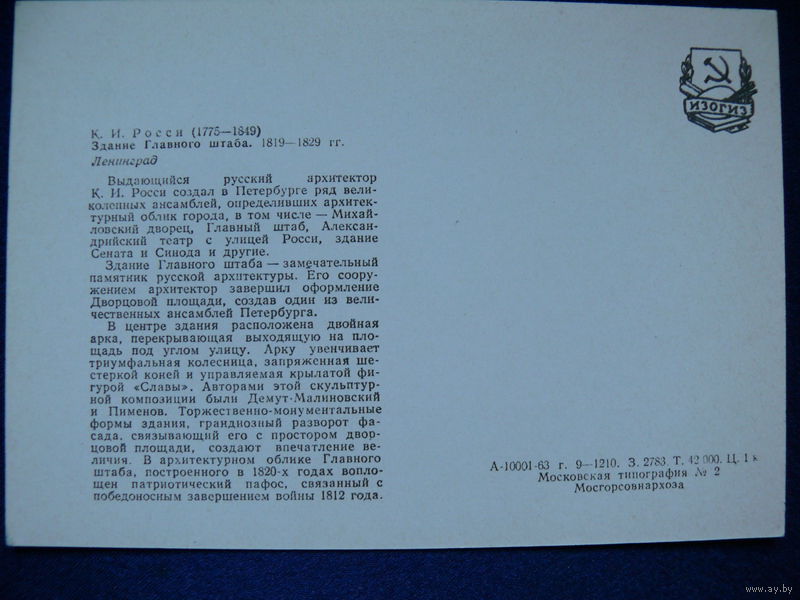 ИЗОГИЗ
К. И. Росси (1775—1849)
Здание Главного штаба. 1819—1829 гг.
Ленинград
Выдающийся русский архитектор
К. И. Росси создал в Петербурге ряд вели-
колепных ансамблей, определивших архитек-
турный облик города, в том числе — Михай-
ловский дворец, Главный штаб, Алексан-
дрийский театр с улицей Росси, здание
Сената и Синода и другие.
Здание Главного штаба — замечательный
памятник русской архитектуры. Его соору-
жением архитектор завершил оформление
Дворцовой площади, создав один из вели-
чественных ансамблей Петербурга.
В центре здания расположена двойная
арка, перекрывающая выходящую на пло-
щадь под углом улицу. Арку увенчивает
триумфальная колесница, запряженная ше-
стеркой коней и управляемая крылатой фи-
гурой «Славы». Авторами этой скульптур-
ной композиции были Демут-Малиновский
и Пименов. Торжественно-монументальные
формы здания, грандиозный разворот фа-
сада, связывающий его с простором двор-
цовой площади, создают впечатление ве-
личия. В архитектурном облике Главного
штаба, построенного в 1820-х годах вопло-
щен патриотический пафос, связанный с
победоносным завершением войны 1812 года.
А-10001-63 г. 9—1210. З. 2783. Т. 42 000. Ц. 1 к
Московская типография № 2
Мосгорсовнархоза
www.ay.by